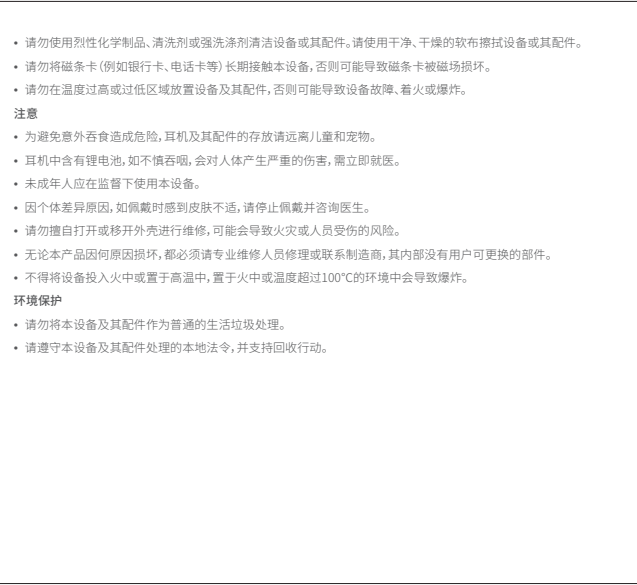 • 请勿使用烈性化学制品、清洗剂或强洗涤剂清洁设备或其配件。请使用干净、干燥的软布擦拭设备或其配件。
• 请勿将磁条卡（例如银行卡、电话卡等）长期接触本设备，否则可能导致磁条卡被磁场损坏。
• 请勿在温度过高或过低区域放置设备及其配件，否则可能导致设备故障、着火或爆炸。
注意
• 为避免意外吞食造成危险，耳机及其配件的存放请远离儿童和宠物。
• 耳机中含有锂电池，如不慎吞咽，会对人体产生严重的伤害，需立即就医。
• 未成年人应在监督下使用本设备。
• 因个体差异原因，如佩戴时感到皮肤不适，请停止佩戴并咨询医生。
• 请勿擅自打开或移开外壳进行维修，可能会导致火灾或人员受伤的风险。
• 无论本产品因何原因损坏，都必须请专业维修人员修理或联系制造商，其内部没有用户可更换的部件。
• 不得将设备投入火中或置于高温中，置于火中或温度超过100℃的环境中会导致爆炸。
环境保护
• 请勿将本设备及其配件作为普通的生活垃圾处理。
• 请遵守本设备及其配件处理的本地法令，并支持回收行动。